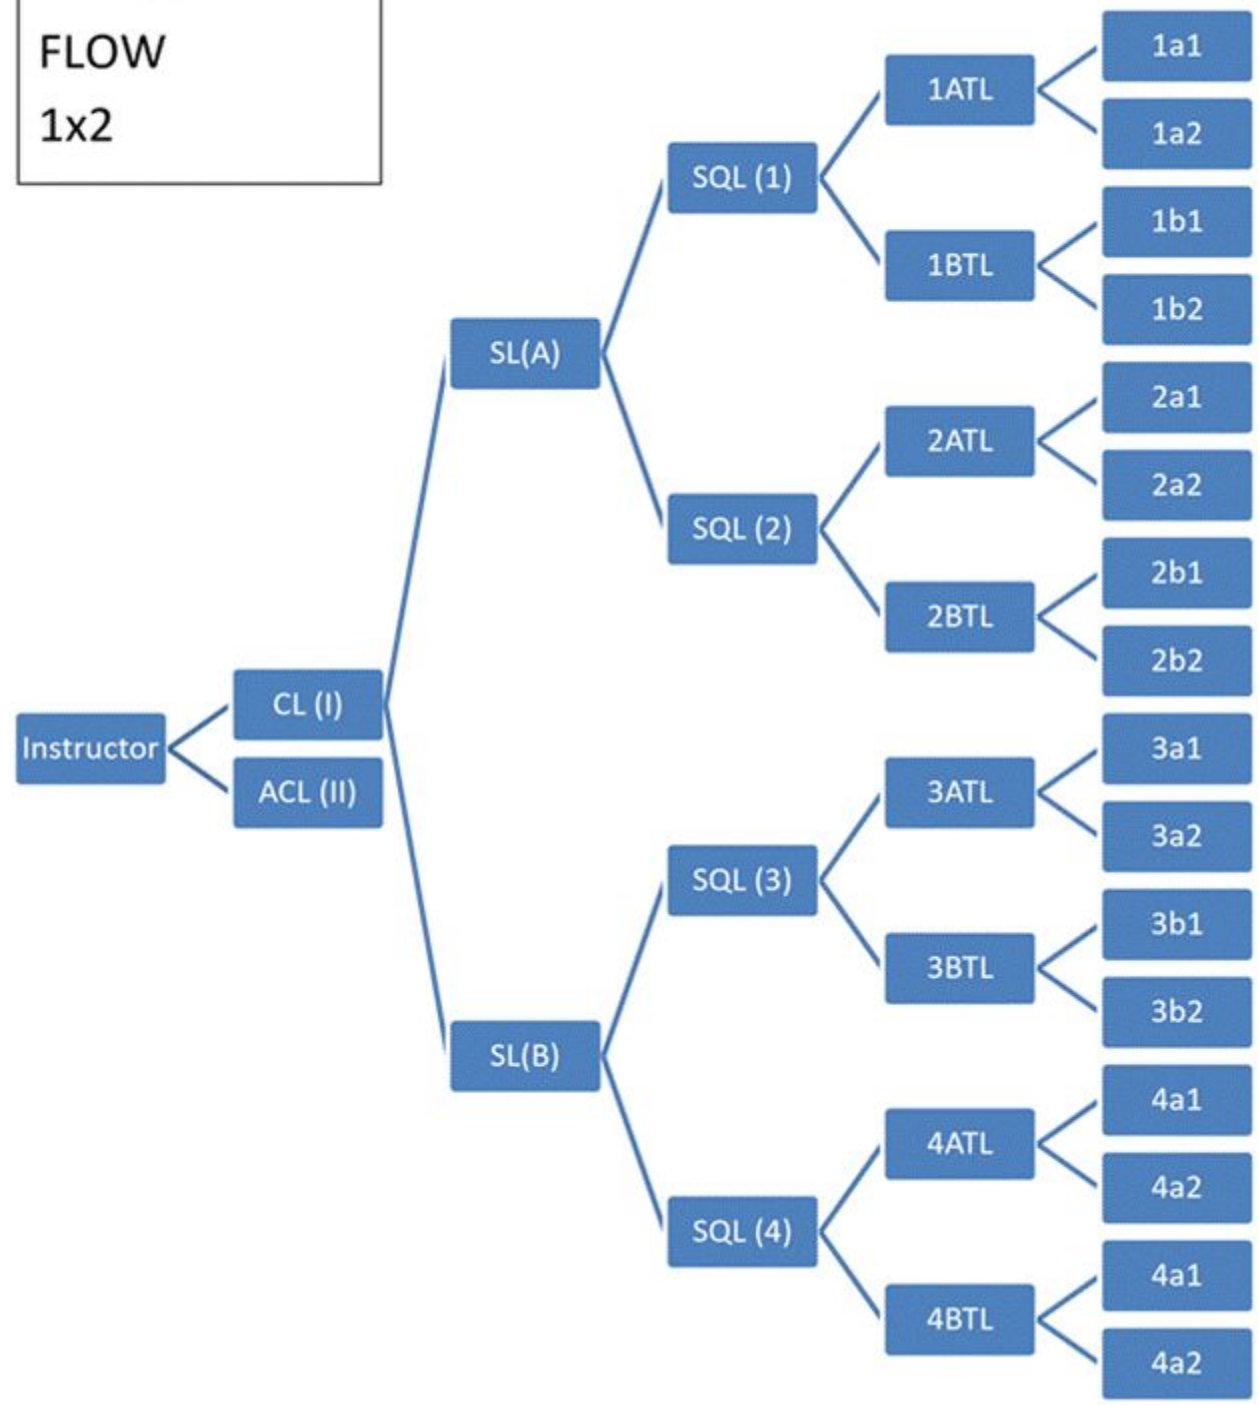 FLOW
1x2
Instructor
CL (I)
ACL (II)
SL(A)
SL(B)
SQL (1)
SQL (2)
SQL (3)
SQL (4)
1ATL
1BTL
2ATL
2BTL
3ATL
3BTL
4ATL
4BTL
1a1
1a2
1b1
1b2
2a1
2a2
2b1
2b2
3a1
3a2
3b1
3b2
4a1
4a2
4a1
4a2